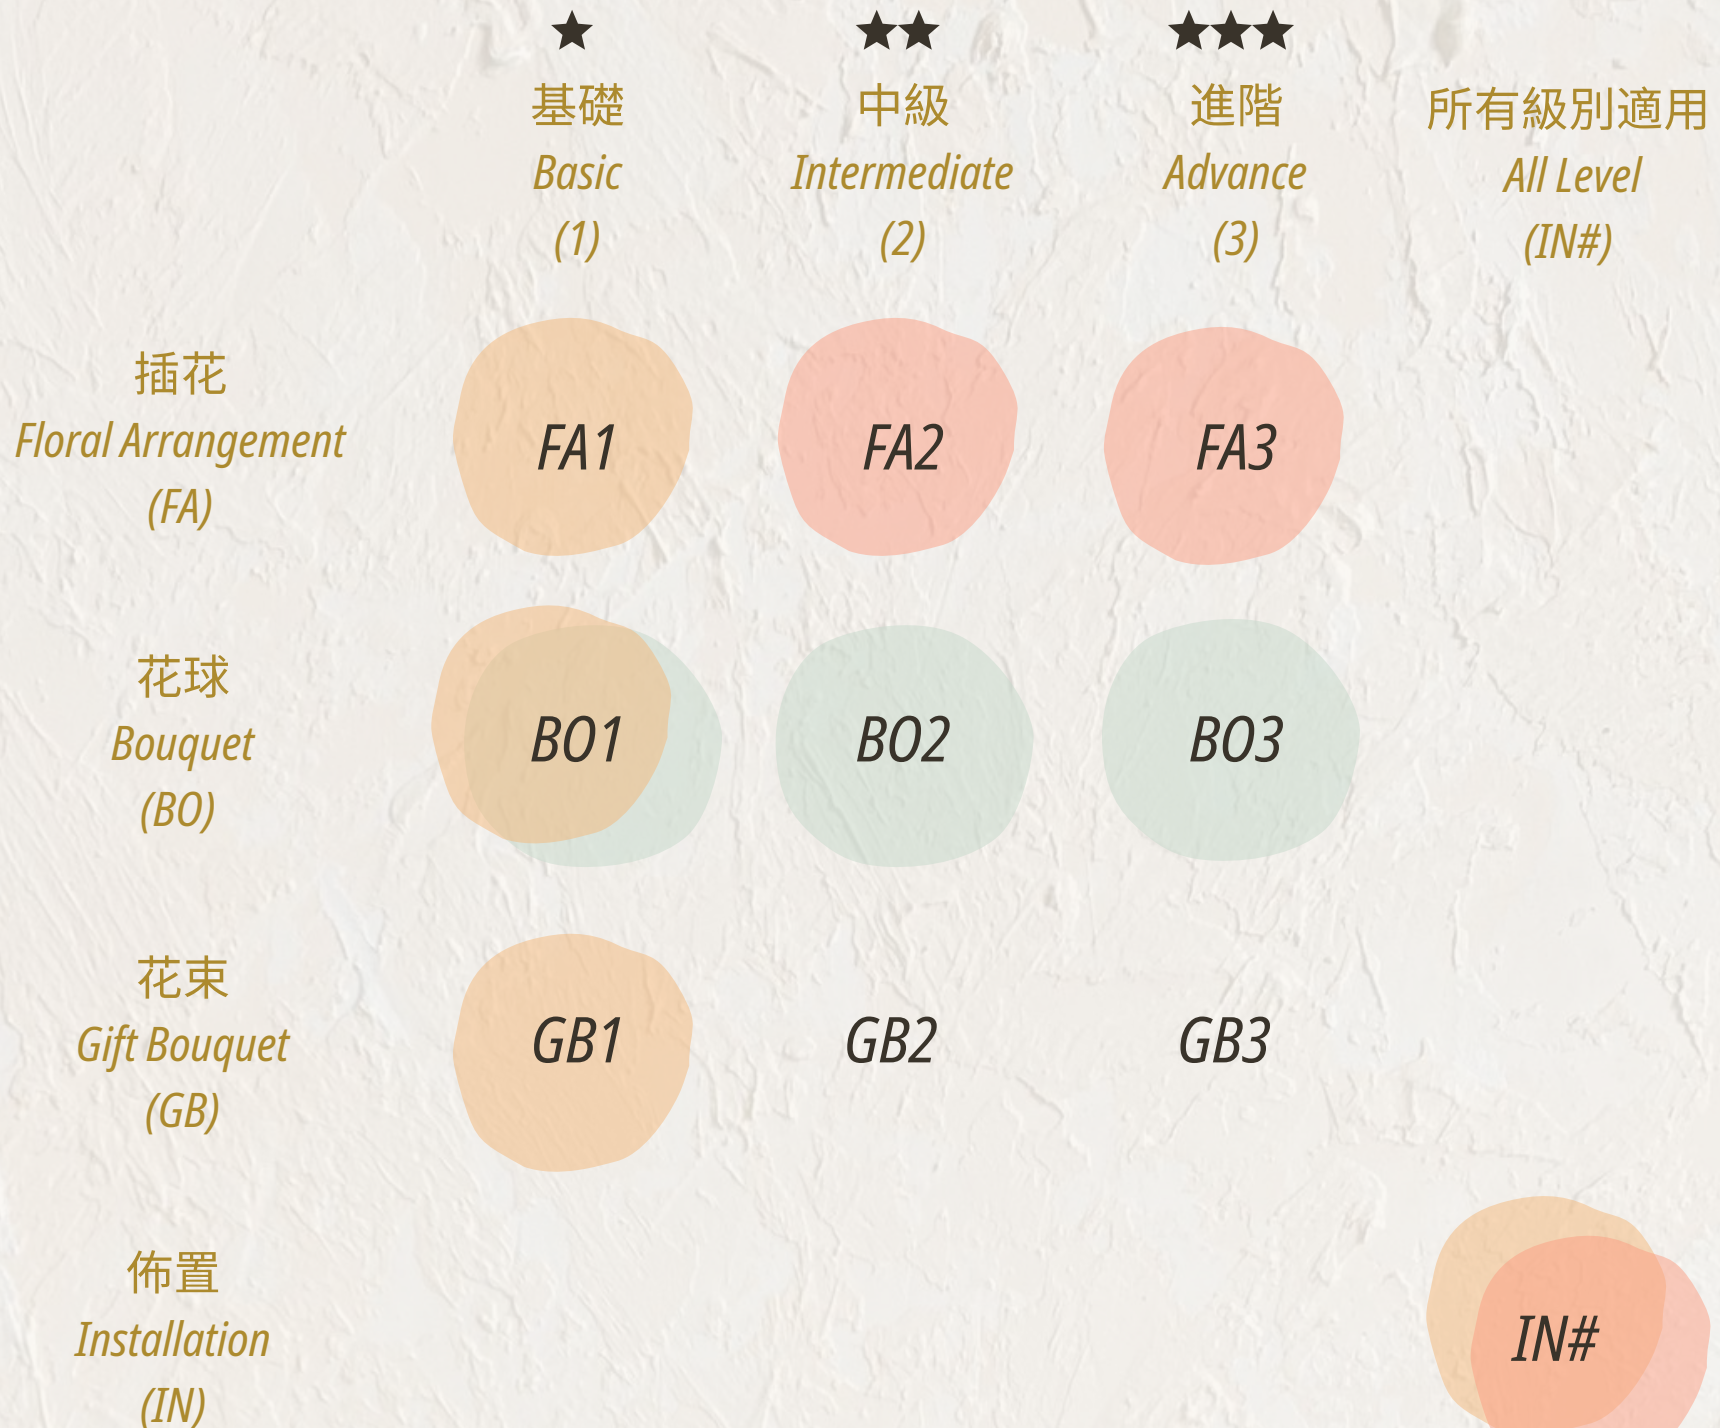 基礎
Basic
(1)
中級
Intermediate
(2)
進階
Advance
(3)
所有級別適用
All Level
(IN#)
插花
Floral Arrangement
(FA)
FA1
FA2
FA3
花球
Bouquet
(BO)
BO1
BO2
BO3
花束
Gift Bouquet
(GB)
GB1
GB2
GB3
佈置
Installation
(IN)
IN#